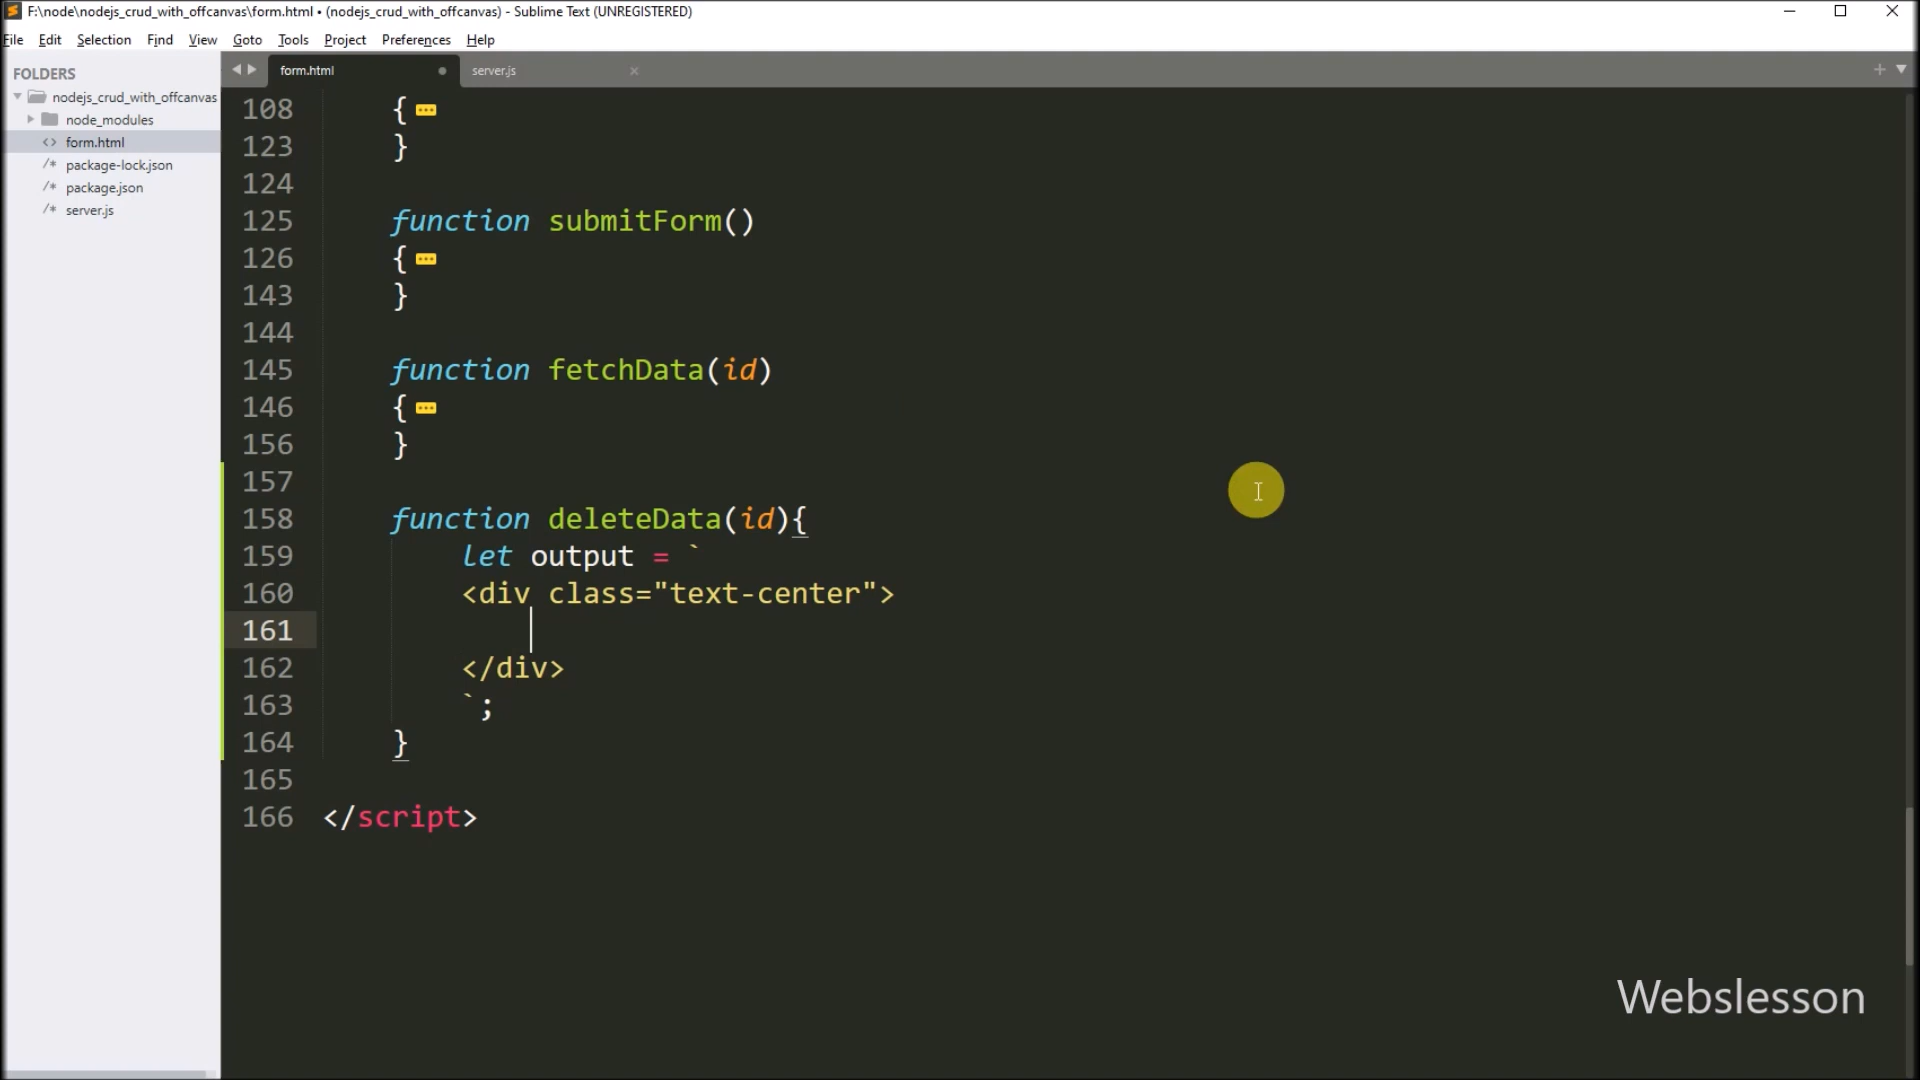 F:\node\nodejs_crud_with_offcanvas\form.html • (nodejs_crud_with_offcanvas) - Sublime Text (UNREGISTERED)
File Edit Selection Find View Goto Tools Project Preferences Help
FOLDERS
nodejs_crud_with_offcanvas
node_modules
<> form.html
/* package-lock.json
/* package.json
/* server.js
form.html server.js
108 {
123 }
124
125 function submitForm()
126 {
143 }
144
145 function fetchData(id)
146 {
156 }
157
158 function deleteData(id){
159 let output = `
160 <div class="text-center">
161
162 </div>
163 `;
164 }
165
166 </script>
Webslesson